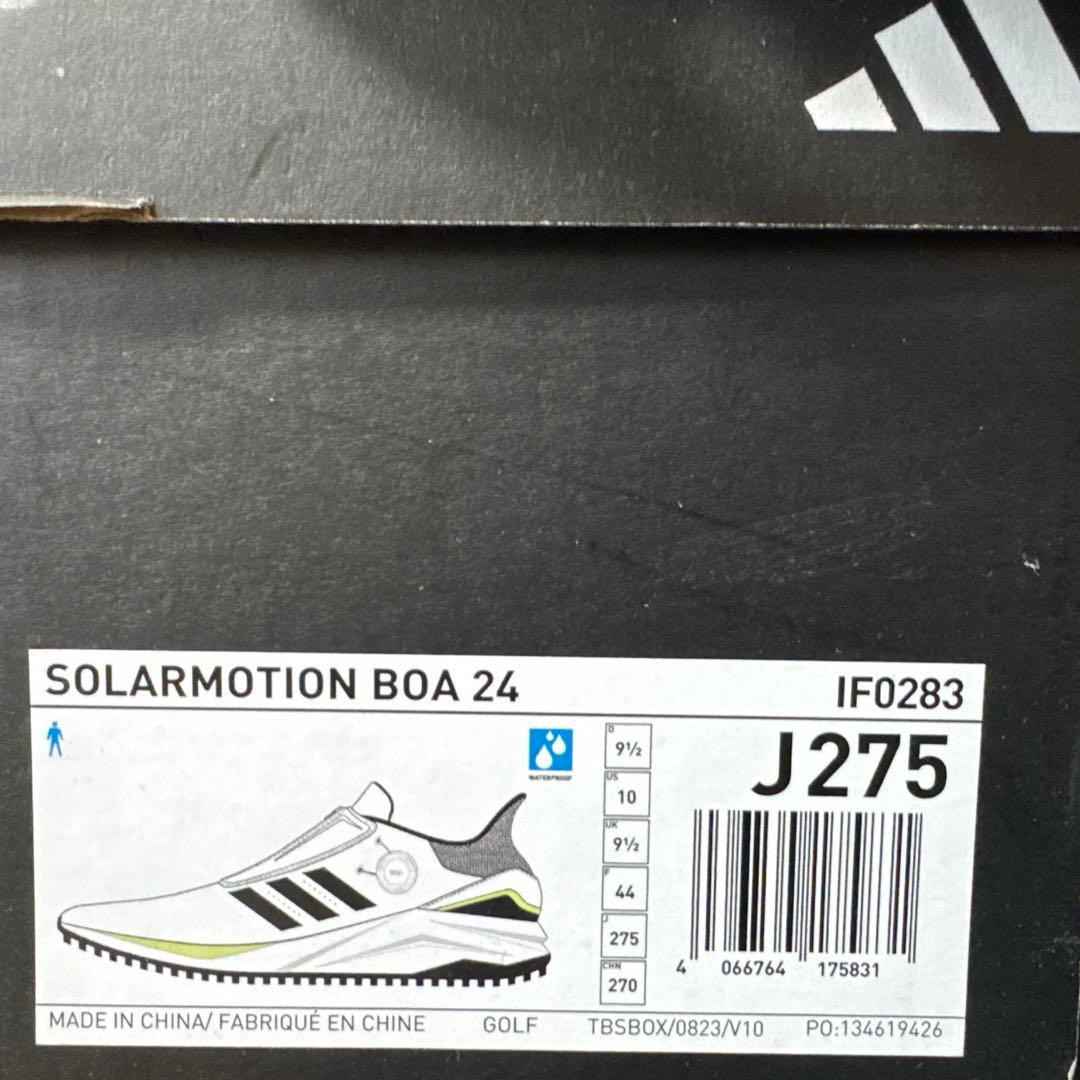 SOLARMOTION BOA 24
IF0283
WATERPROOF
BOA
D
9½
US
10
UK
9½
F
44
J
275
CHN
270
J275
4 066764 175831
MADE IN CHINA/ FABRIQUÉ EN CHINE
GOLF
TBSBOX/0823/V10
PO:134619426